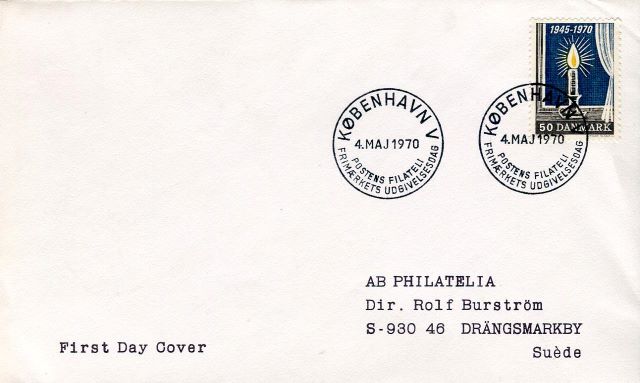 1945-1970
50 DANMARK
KØBENHAVN V
4.MAJ 1970
POSTENS FILATELI
FRIMÆRKETS UDGIVELSESDAG
KØBENHAVN V
4.MAJ 1970
POSTENS FILATELI
FRIMÆRKETS UDGIVELSESDAG
AB PHILATELIA
Dir. Rolf Burström
S-930 46 DRÄNGSMARKBY
Suède
First Day Cover